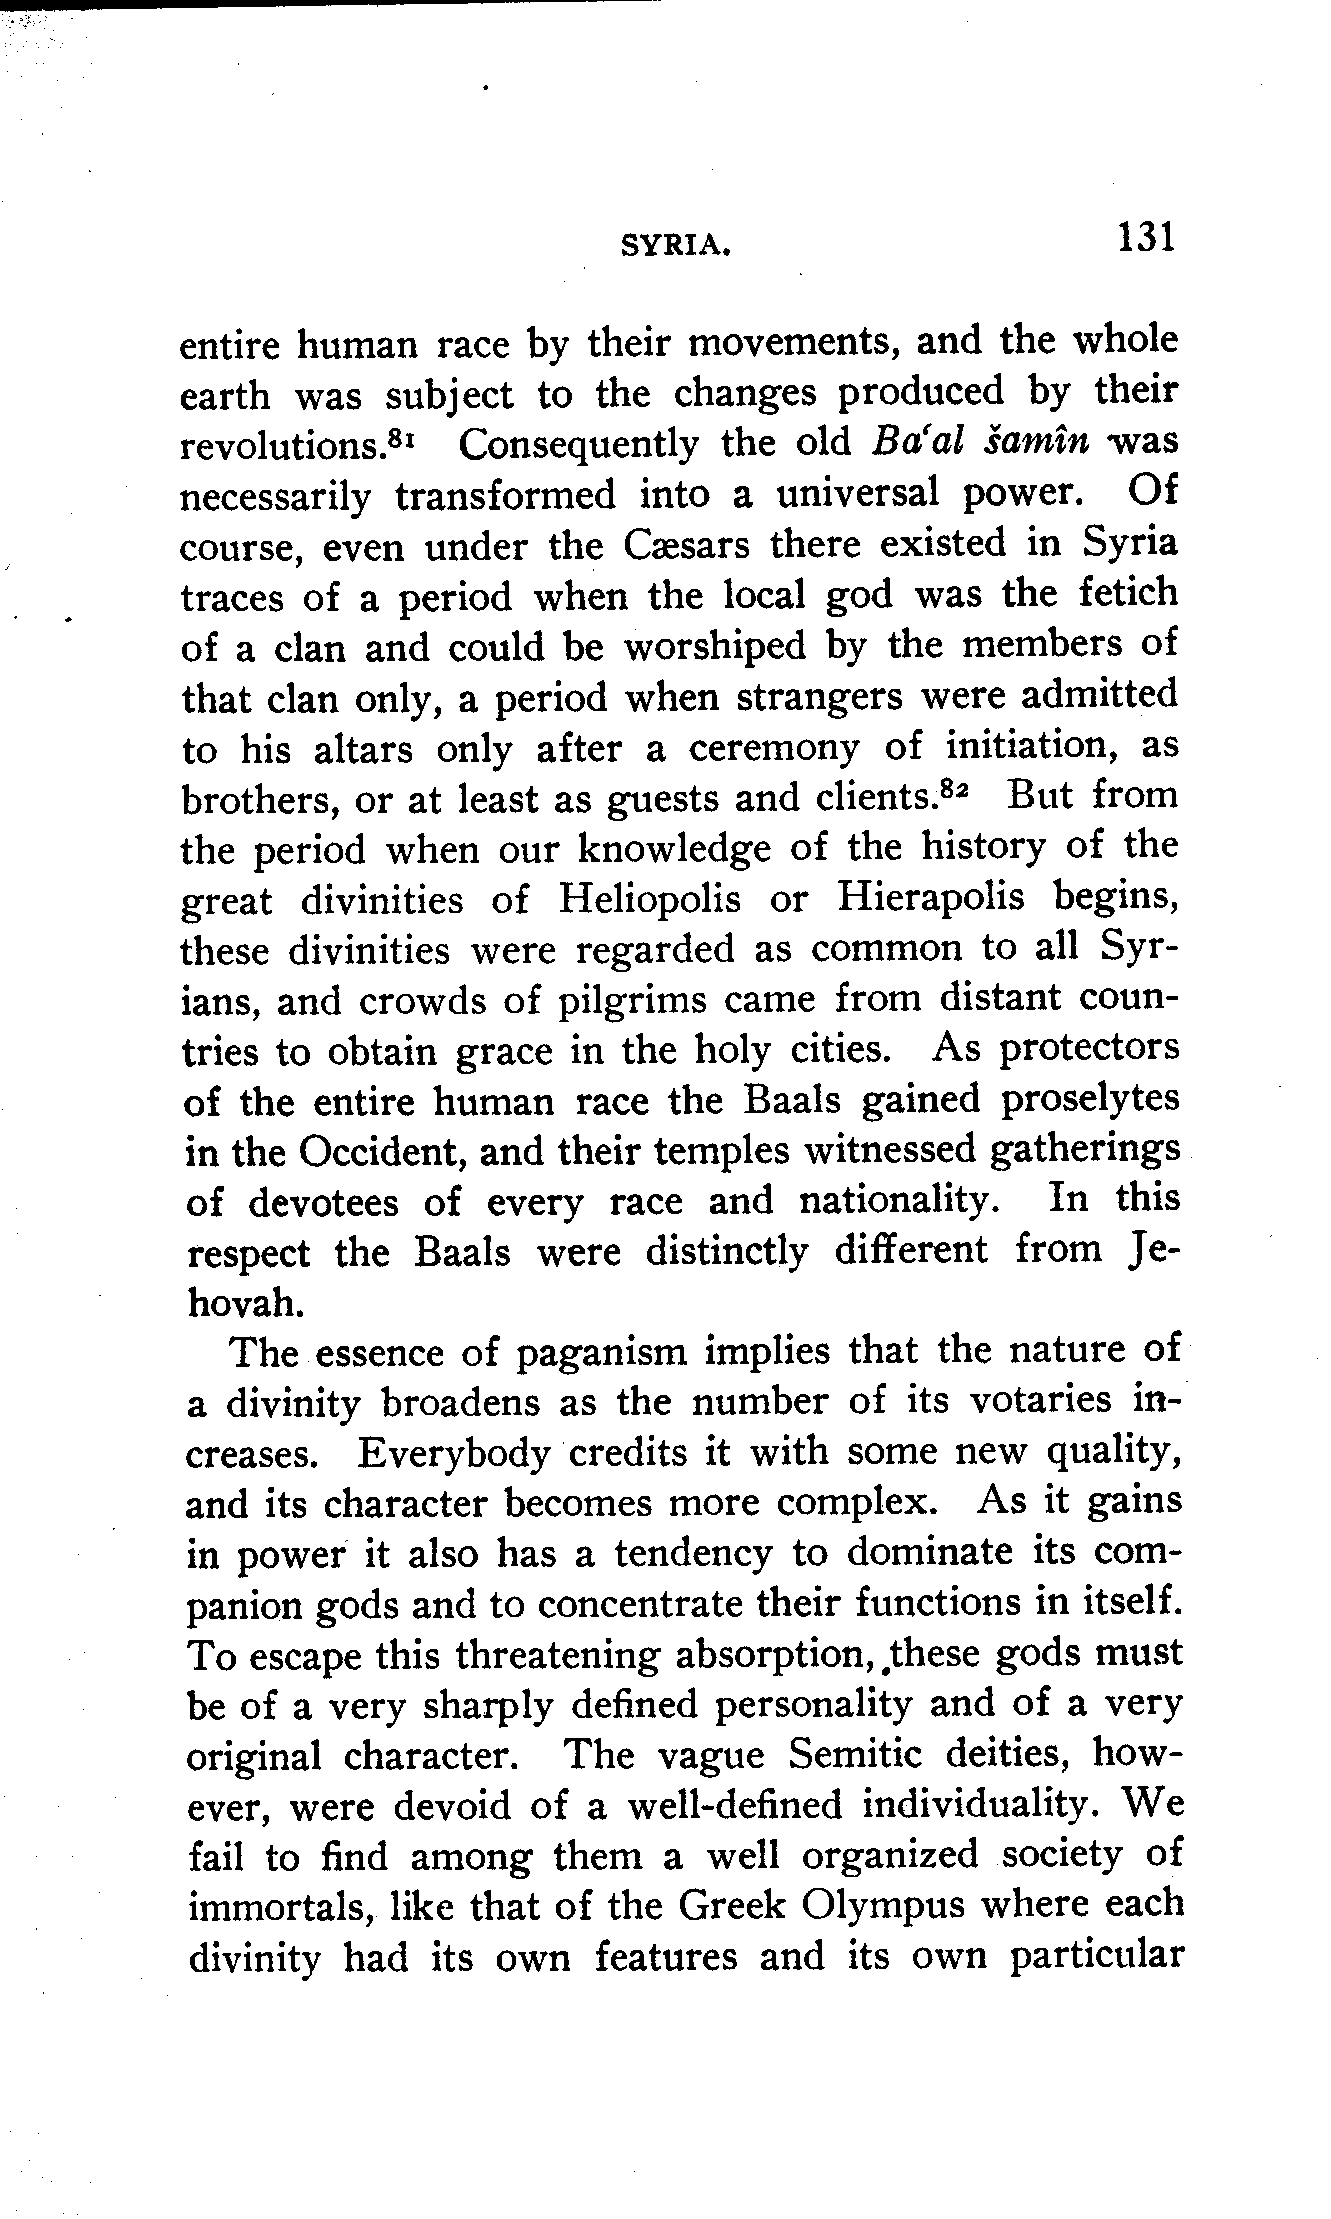 SYRIA. 131
entire human race by their movements, and the whole
earth was subject to the changes produced by their
revolutions.⁸¹ Consequently the old Ba‘al šamîn was
necessarily transformed into a universal power. Of
course, even under the Cæsars there existed in Syria
traces of a period when the local god was the fetich
of a clan and could be worshiped by the members of
that clan only, a period when strangers were admitted
to his altars only after a ceremony of initiation, as
brothers, or at least as guests and clients.⁸² But from
the period when our knowledge of the history of the
great divinities of Heliopolis or Hierapolis begins,
these divinities were regarded as common to all Syr-
ians, and crowds of pilgrims came from distant coun-
tries to obtain grace in the holy cities. As protectors
of the entire human race the Baals gained proselytes
in the Occident, and their temples witnessed gatherings
of devotees of every race and nationality. In this
respect the Baals were distinctly different from Je-
hovah.
The essence of paganism implies that the nature of
a divinity broadens as the number of its votaries in-
creases. Everybody credits it with some new quality,
and its character becomes more complex. As it gains
in power it also has a tendency to dominate its com-
panion gods and to concentrate their functions in itself.
To escape this threatening absorption, these gods must
be of a very sharply defined personality and of a very
original character. The vague Semitic deities, how-
ever, were devoid of a well-defined individuality. We
fail to find among them a well organized society of
immortals, like that of the Greek Olympus where each
divinity had its own features and its own particular